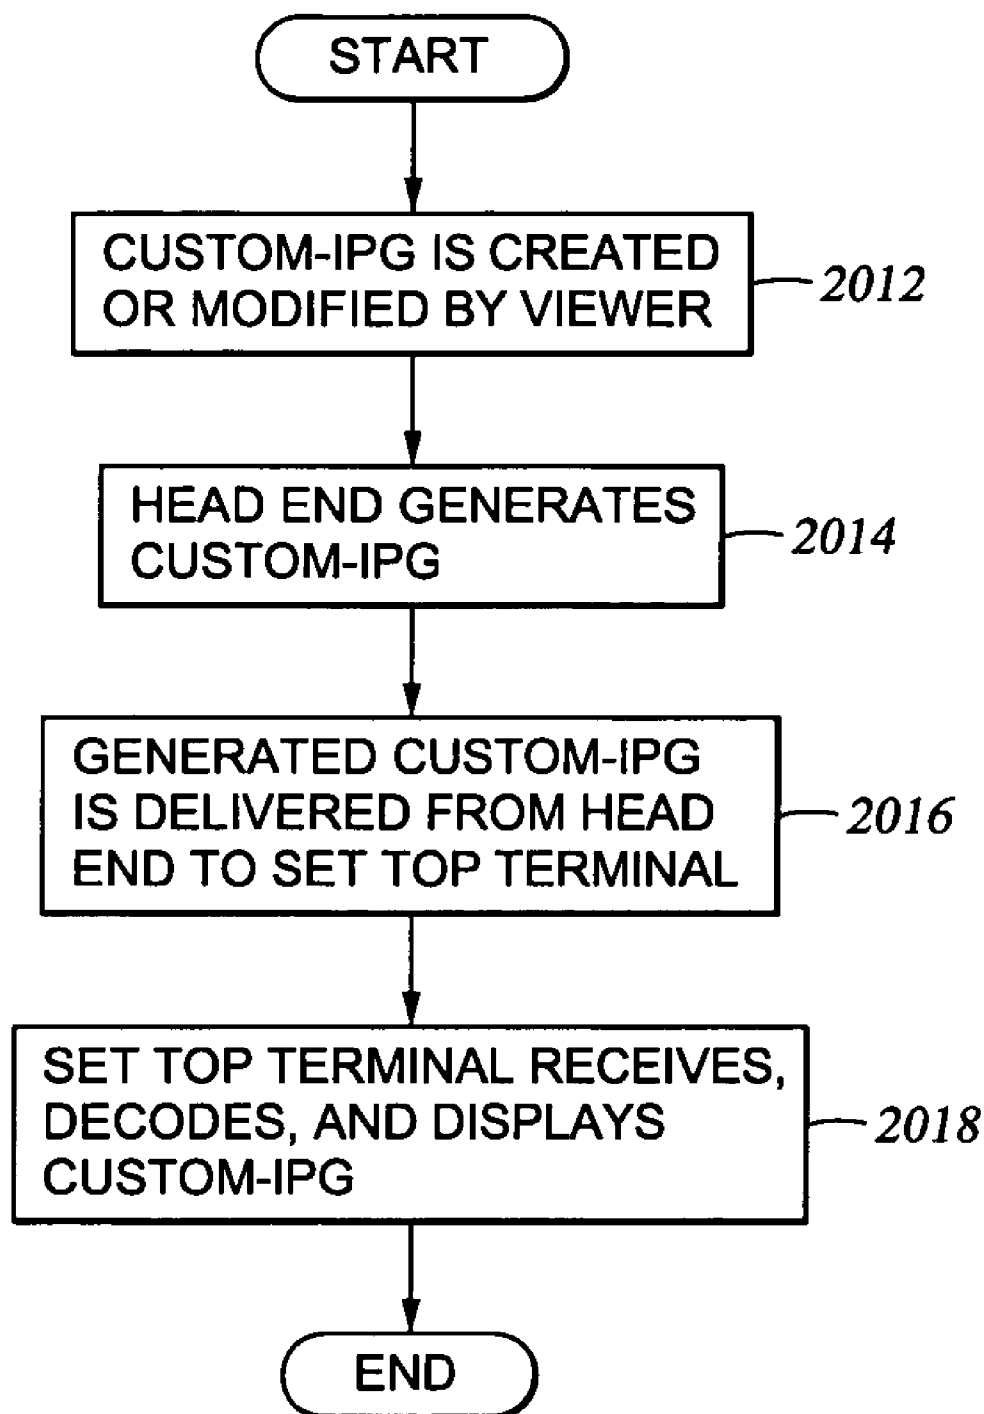 START
CUSTOM-IPG IS CREATED
OR MODIFIED BY VIEWER
2012
HEAD END GENERATES
CUSTOM-IPG
2014
GENERATED CUSTOM-IPG
IS DELIVERED FROM HEAD
END TO SET TOP TERMINAL
2016
SET TOP TERMINAL RECEIVES,
DECODES, AND DISPLAYS
CUSTOM-IPG
2018
END